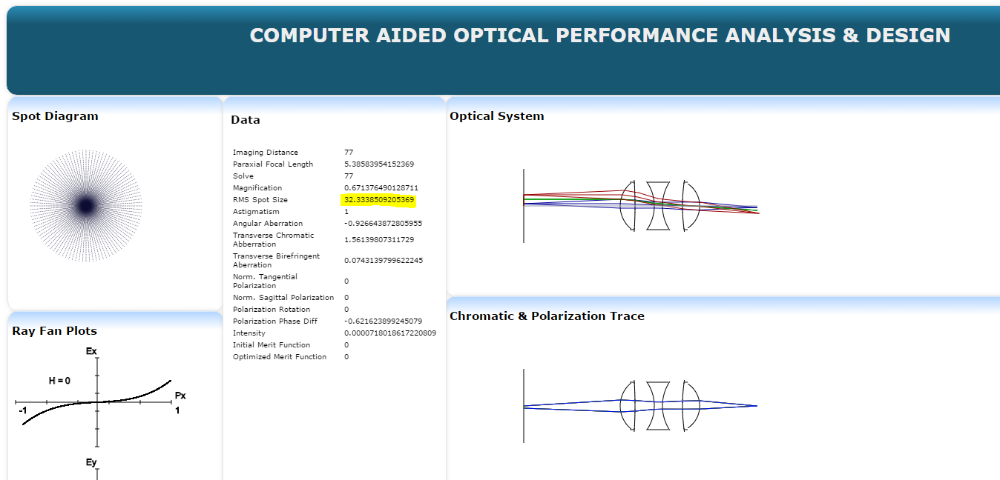 COMPUTER AIDED OPTICAL PERFORMANCE ANALYSIS & DESIGN
Spot Diagram
Data
Imaging Distance 77
Paraxial Focal Length 5.38583954152369
Solve 77
Magnification 0.671376490128711
RMS Spot Size 32.3338509205369
Astigmatism 1
Angular Aberration -0.926643872805955
Transverse Chromatic
Abberration 1.56139807311729
Transverse Birefringent
Aberration 0.0743139799622245
Norm. Tangential
Polarization 0
Norm. Sagittal Polarization 0
Polarization Rotation 0
Polarization Phase Diff -0.621623899245079
Intensity 0.0000718018617220809
Initial Merit Function 0
Optimized Merit Function 0
Optical System
Ray Fan Plots
Ex
H = 0
Px
-1
1
Ey
Chromatic & Polarization Trace